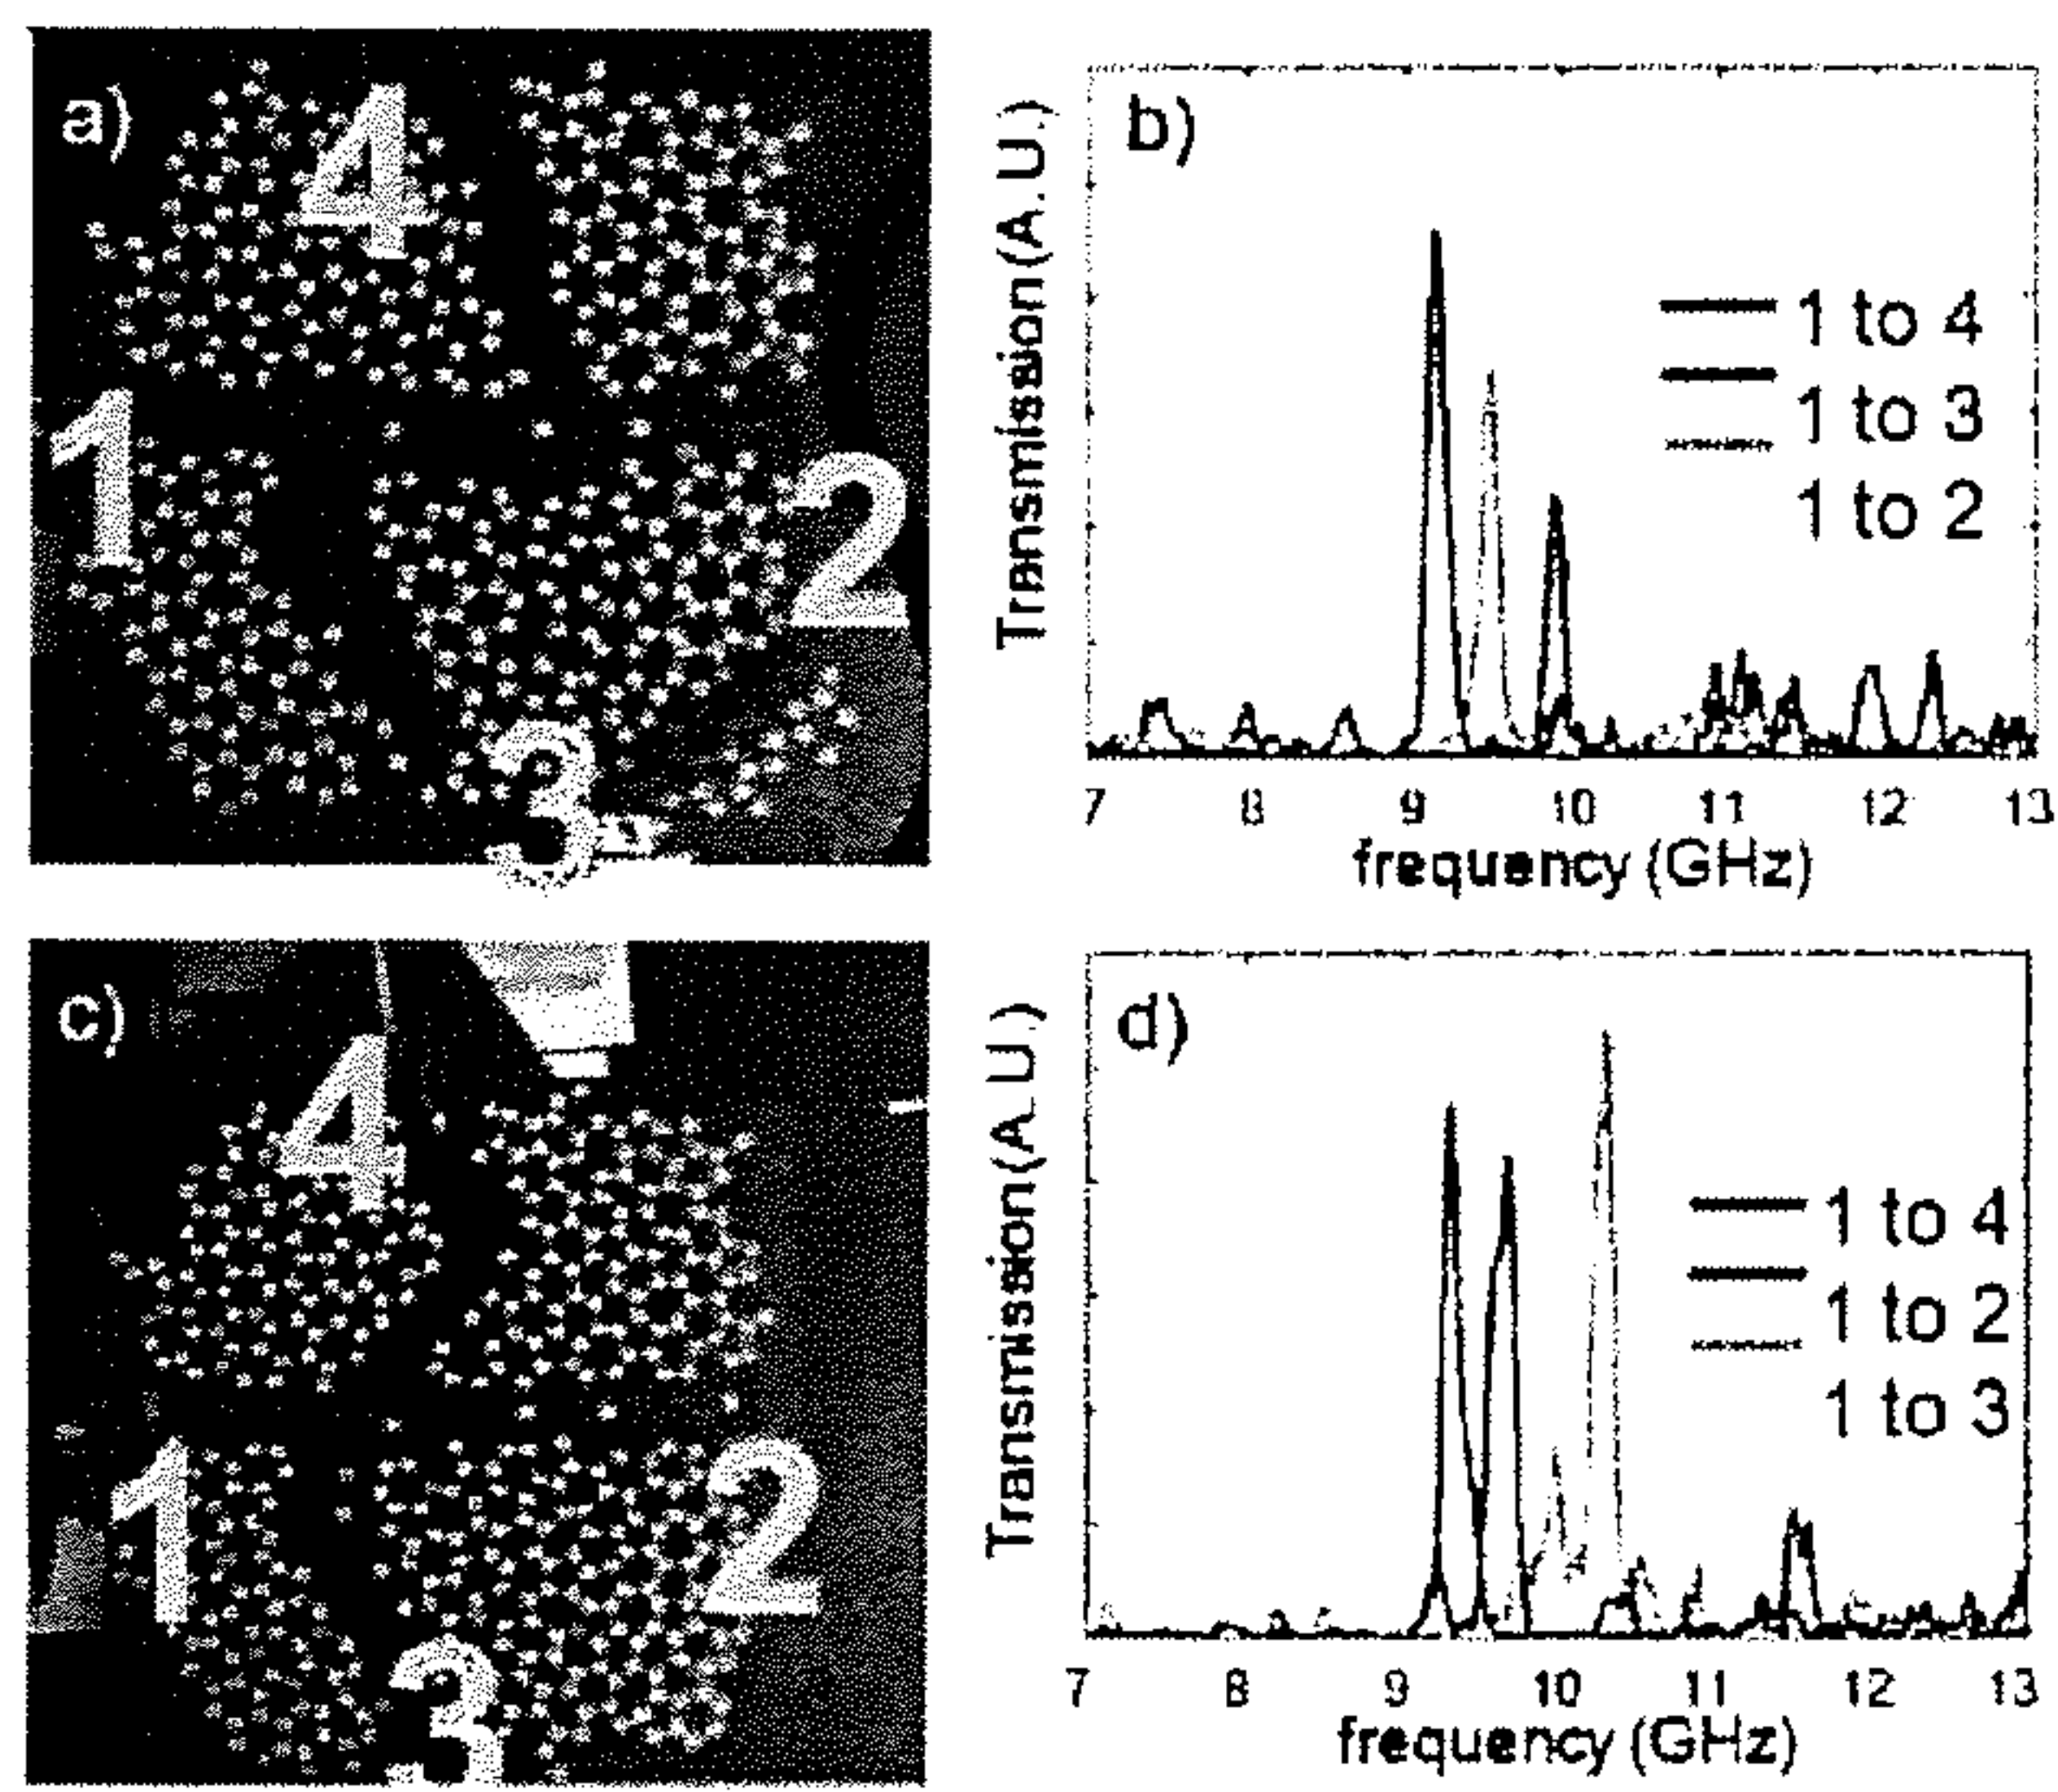 a)
4
1
2
3
b)
Transmission(A.U.)
1 to 4
1 to 3
1 to 2
7 8 9 10 11 12 13
frequency (GHz)
c)
4
1
2
3
d)
Transmission(A.U)
1 to 4
1 to 2
1 to 3
7 8 9 10 11 12 13
frequency (GHz)